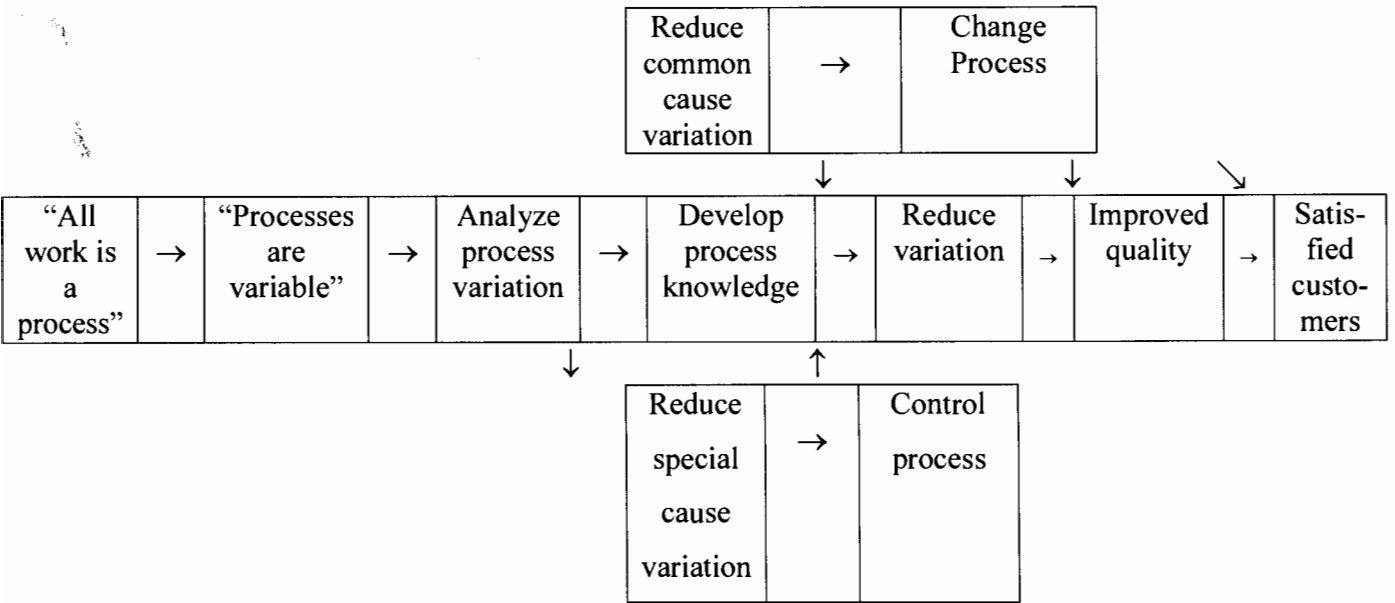 Reduce
common
cause
variation
→
Change
Process
↓
↓
↘
“All
work is
a
process”
→
“Processes
are
variable”
→
Analyze
process
variation
→
Develop
process
knowledge
→
Reduce
variation
→
Improved
quality
→
Satis-
fied
custo-
mers
↓
↑
Reduce
special
cause
variation
→
Control
process